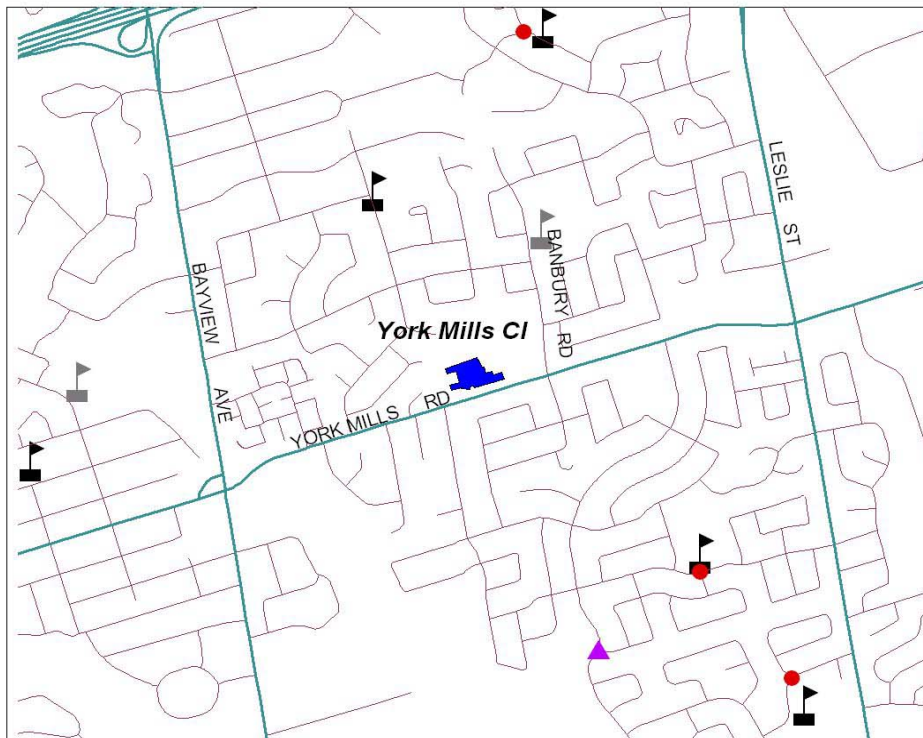 LESLIE ST
BANBURY RD
BAYVIEW AVE
York Mills CI
YORK MILLS RD